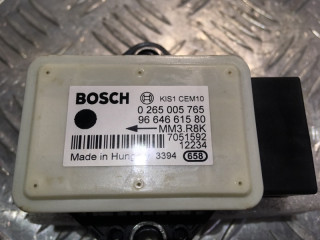 BOSCH KIS1 CEM10
0 265 005 765
96 646 615 80
MM3.R8K
7051592
12234
Made in Hungary 3394 658